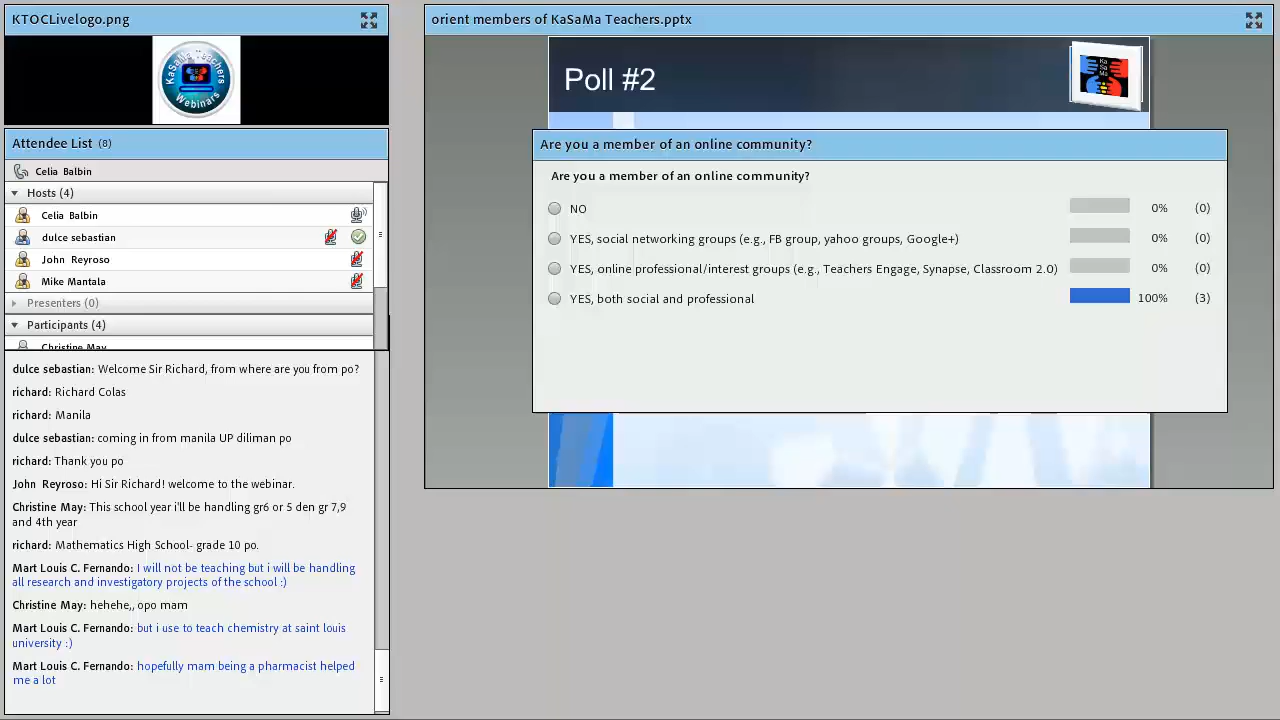 KTOCLivelogo.png
KaSaMa Teachers
Webinars
Attendee List (8)
Celia Balbin
Hosts (4)
Celia Balbin
dulce sebastian
John Reyroso
Mike Mantala
Presenters (0)
Participants (4)
Christine May
dulce sebastian: Welcome Sir Richard, from where are you from po?
richard: Richard Colas
richard: Manila
dulce sebastian: coming in from manila UP diliman po
richard: Thank you po
John Reyroso: Hi Sir Richard! welcome to the webinar.
Christine May: This school year i'll be handling gr6 or 5 den gr 7,9
and 4th year
richard: Mathematics High School- grade 10 po.
Mart Louis C. Fernando: I will not be teaching but i will be handling
all research and investigatory projects of the school :)
Christine May: hehehe,, opo mam
Mart Louis C. Fernando: but i use to teach chemistry at saint louis
university :)
Mart Louis C. Fernando: hopefully mam being a pharmacist helped
me a lot
orient members of KaSaMa Teachers.pptx
Poll #2
Ka
Sa
Ma
Are you a member of an online community?
Are you a member of an online community?
NO 0% (0)
YES, social networking groups (e.g., FB group, yahoo groups, Google+) 0% (0)
YES, online professional/interest groups (e.g., Teachers Engage, Synapse, Classroom 2.0) 0% (0)
YES, both social and professional 100% (3)